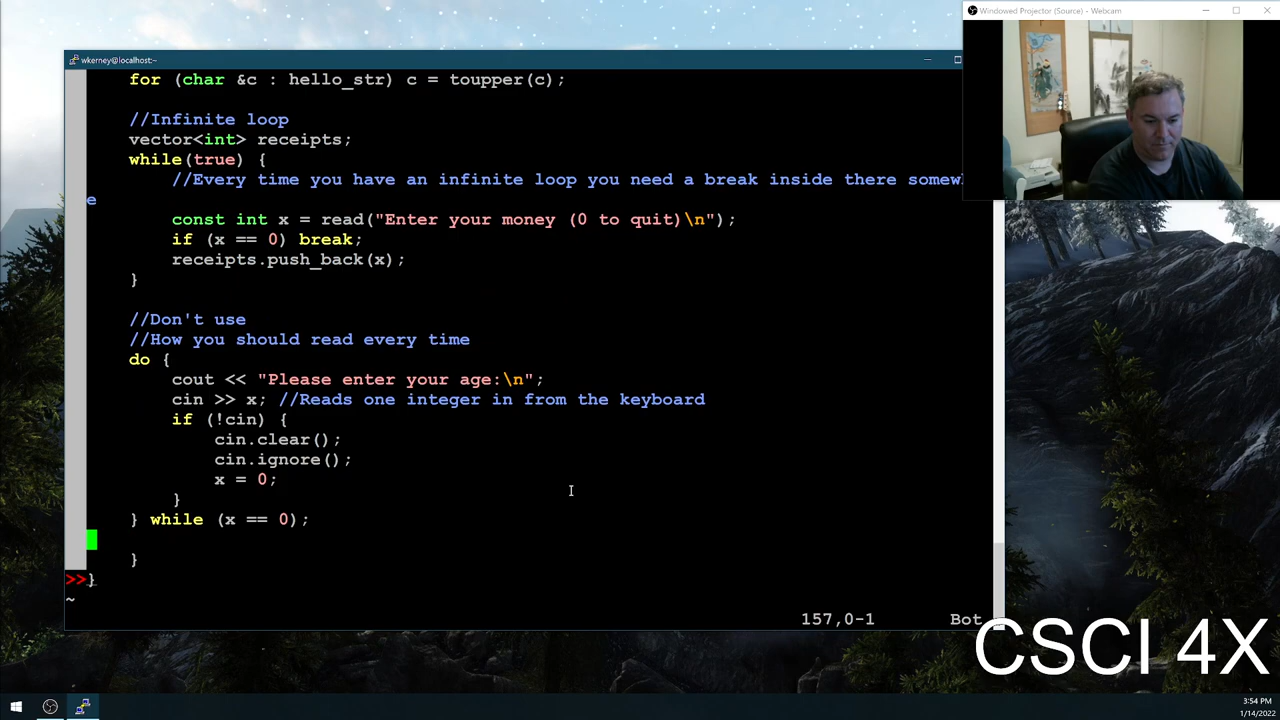 Windowed Projector (Source) - Webcam
wkerney@localhost:~
for (char &c : hello_str) c = toupper(c);
//Infinite loop
vector<int> receipts;
while(true) {
//Every time you have an infinite loop you need a break inside there somew
e
const int x = read("Enter your money (0 to quit)\n");
if (x == 0) break;
receipts.push_back(x);
}
//Don't use
//How you should read every time
do {
cout << "Please enter your age:\n";
cin >> x; //Reads one integer in from the keyboard
if (!cin) {
cin.clear();
cin.ignore();
x = 0;
}
} while (x == 0);
}
>>}
~
157,0-1 Bot
CSCI 4X
3:54 PM
1/14/2022